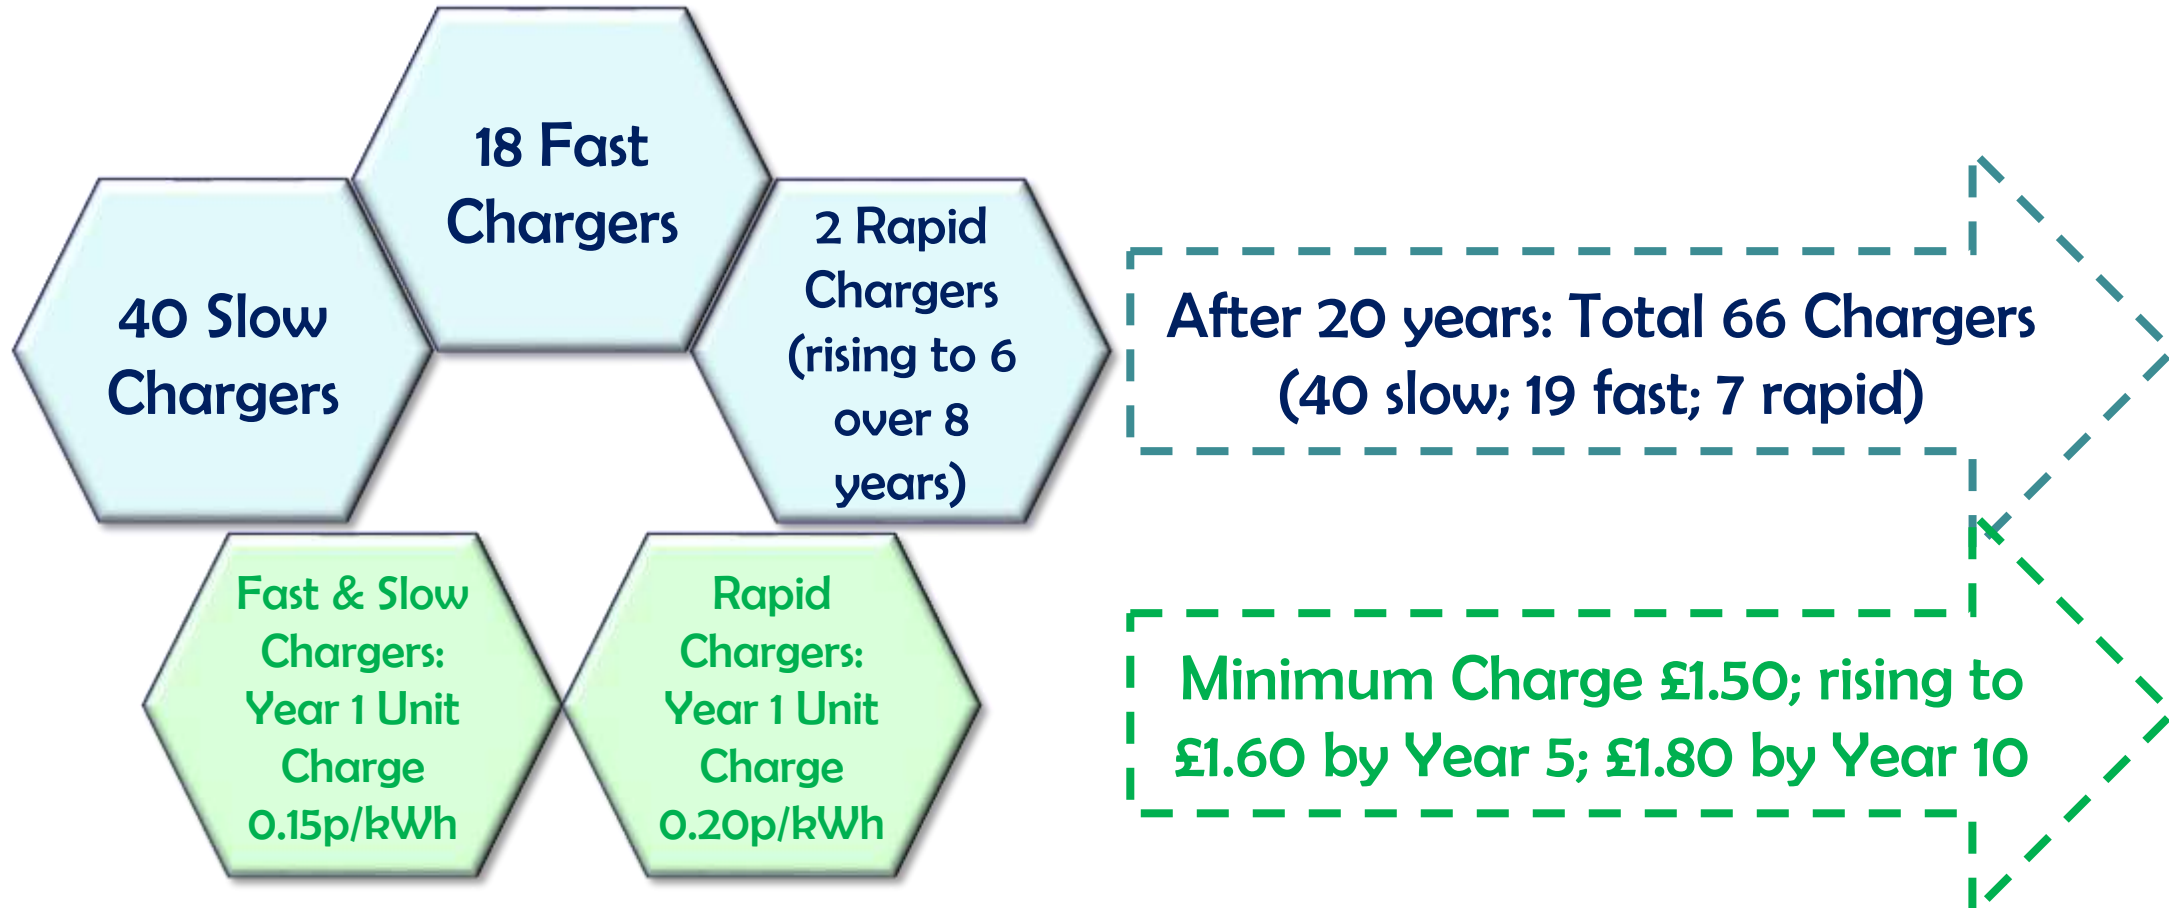 18 Fast
Chargers
40 Slow
Chargers
2 Rapid
Chargers
(rising to 6
over 8
years)
After 20 years: Total 66 Chargers
(40 slow; 19 fast; 7 rapid)
Fast & Slow
Chargers:
Year 1 Unit
Charge
0.15p/kWh
Rapid
Chargers:
Year 1 Unit
Charge
0.20p/kWh
Minimum Charge £1.50; rising to
£1.60 by Year 5; £1.80 by Year 10